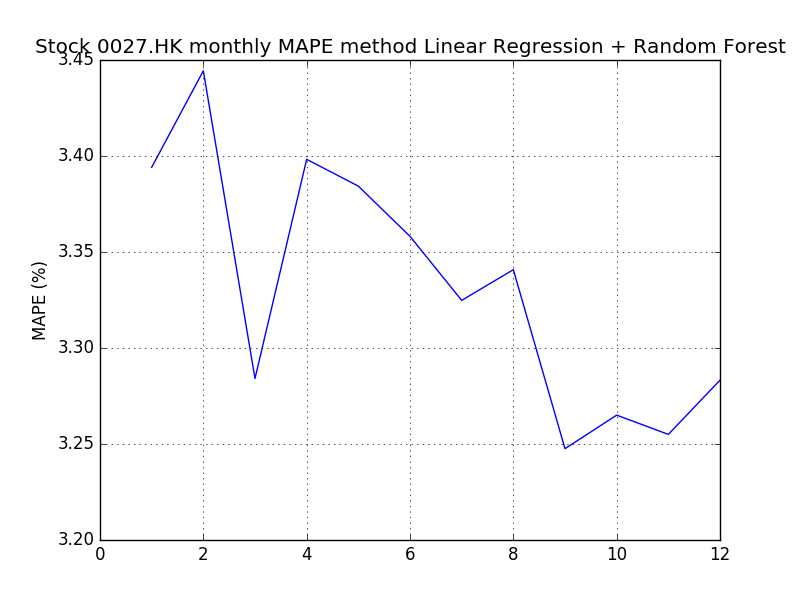 Stock 0027.HK monthly MAPE method Linear Regression + Random Forest
3.45
3.40
3.35
3.30
3.25
3.20
MAPE (%)
0 2 4 6 8 10 12